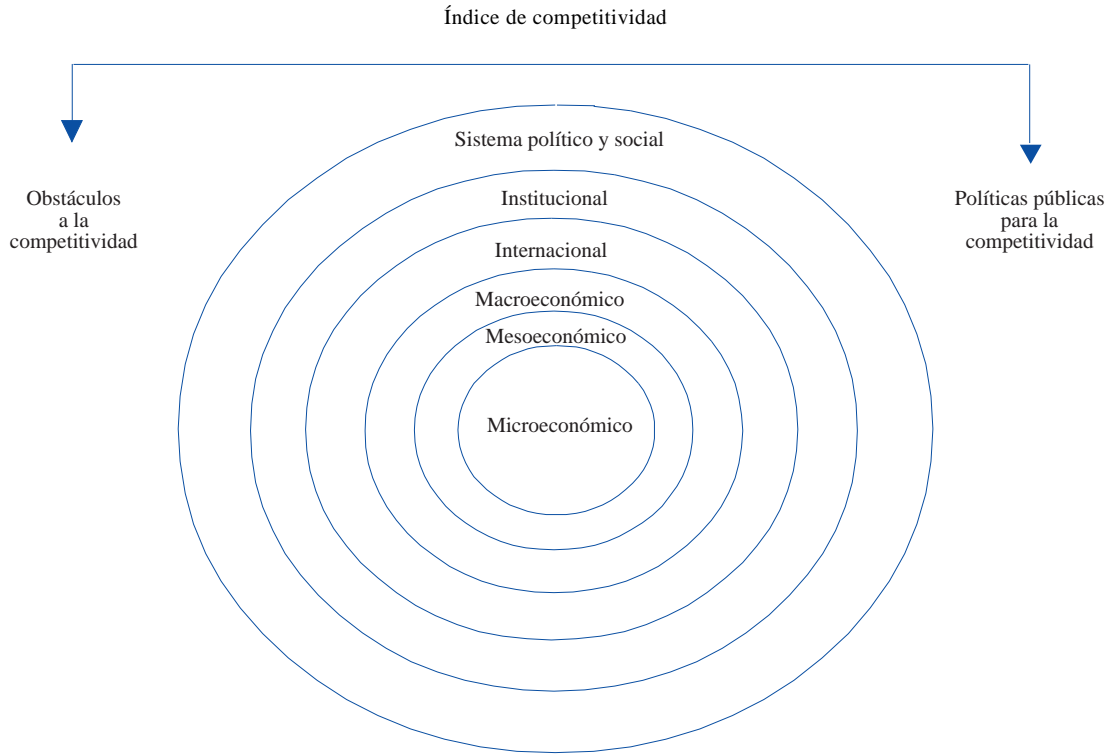 Índice de competitividad
Sistema político y social
Obstáculos
a la
competitividad
Institucional
Políticas públicas
para la
competitividad
Internacional
Macroeconómico
Mesoeconómico
Microeconómico